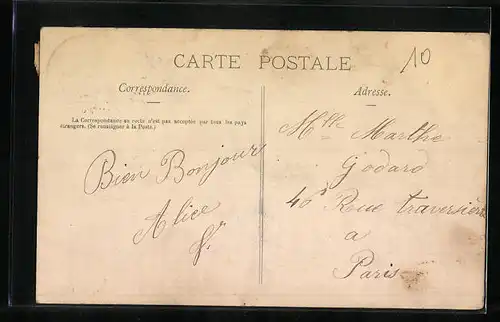 CARTE POSTALE
10
Correspondance.
La Correspondance au recto n'est pas acceptée par tous les pays
étrangers. (Se renseigner à la Poste.)
Bien Bonjour
Alice
Adresse.
Mlle Marthe
Godard
Rue Traversière
a
Paris